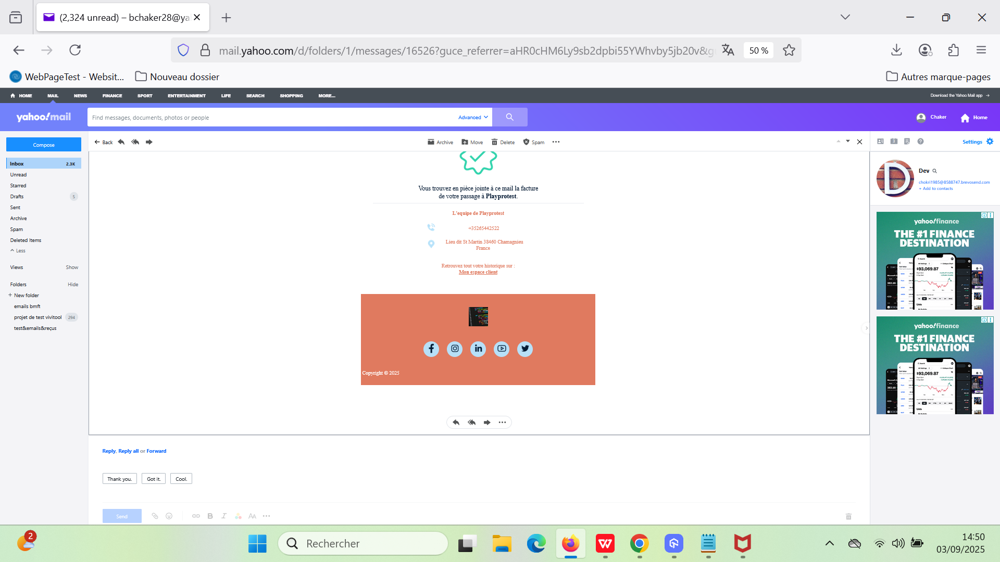 (2,324 unread) – bchaker28@ya
mail.yahoo.com/d/folders/1/messages/16526?guce_referrer=aHR0cHM6Ly9sb2dpbi55YWhvby5jb20v&g
50 %
WebPageTest - Websit...
Nouveau dossier
Autres marque-pages
HOME MAIL NEWS FINANCE SPORT ENTERTAINMENT LIFE SEARCH SHOPPING MORE...
Download the Yahoo Mail app →
yahoo!mail
Find messages, documents, photos or people
Advanced
Chaker
Home
Compose
Back
Archive Move Delete Spam
Settings
Inbox 2.3K
Unread
Starred
Drafts 5
Sent
Archive
Spam
Deleted Items
Less
Views Show
Folders Hide
+ New folder
emails bmft
projet de test vivitool 294
test&emails&reçus
Vous trouvez en pièce jointe à ce mail la facture
de votre passage à Playprotest.
L'equipe de Playprotest
+35265442522
Lieu dit St Martin 38460 Chamagnieu
France
Retrouvez tout votre historique sur :
Mon espace client
Copyright © 2025
Reply, Reply all or Forward
Thank you.
Got it.
Cool.
Send
Dev
chokri1985@8588747.brevosend.com
+ Add to contacts
yahoo!finance
THE #1 FINANCE
DESTINATION
$93,069.87
yahoo!finance
THE #1 FINANCE
DESTINATION
$93,069.87
2
Rechercher
14:50
03/09/2025